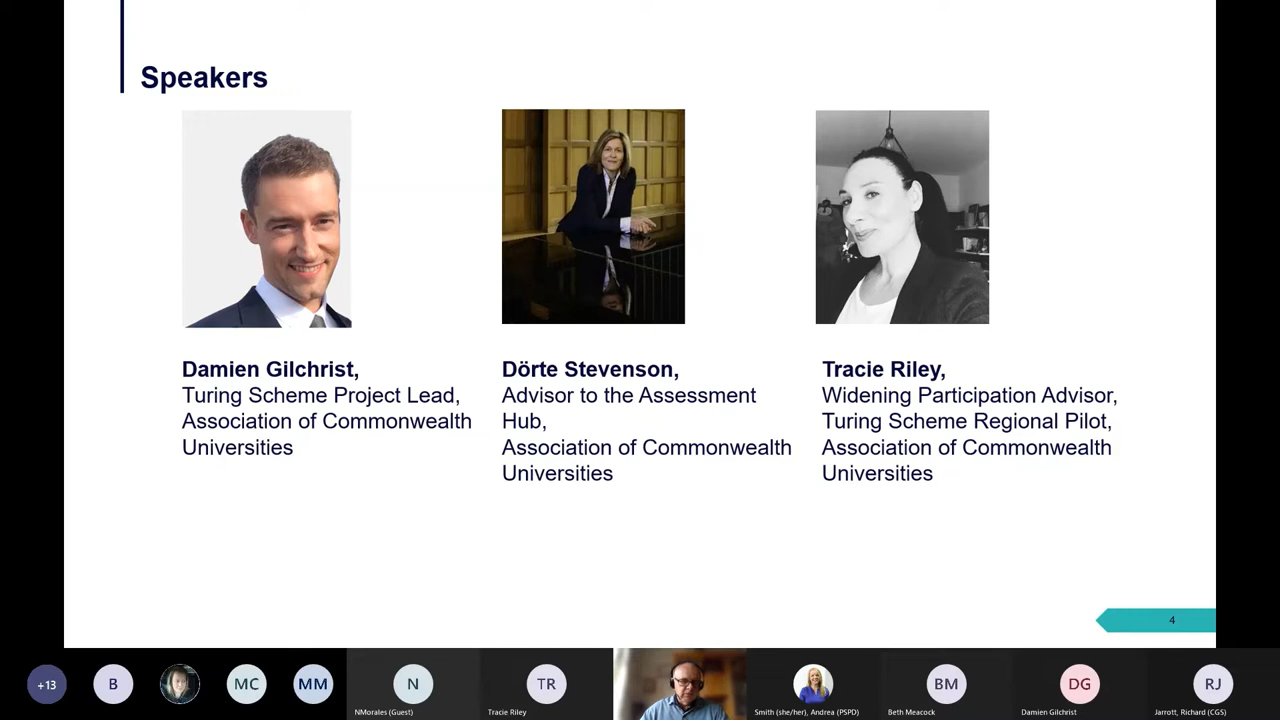 Speakers
Damien Gilchrist,
Turing Scheme Project Lead,
Association of Commonwealth
Universities
Dörte Stevenson,
Advisor to the Assessment
Hub,
Association of Commonwealth
Universities
Tracie Riley,
Widening Participation Advisor,
Turing Scheme Regional Pilot,
Association of Commonwealth
Universities
4
+13
B
MC
MM
N
NMorales (Guest)
TR
Tracie Riley
Smith (she/her), Andrea (PSPD)
BM
Beth Meacock
DG
Damien Gilchrist
RJ
Jarrott, Richard (CGS)